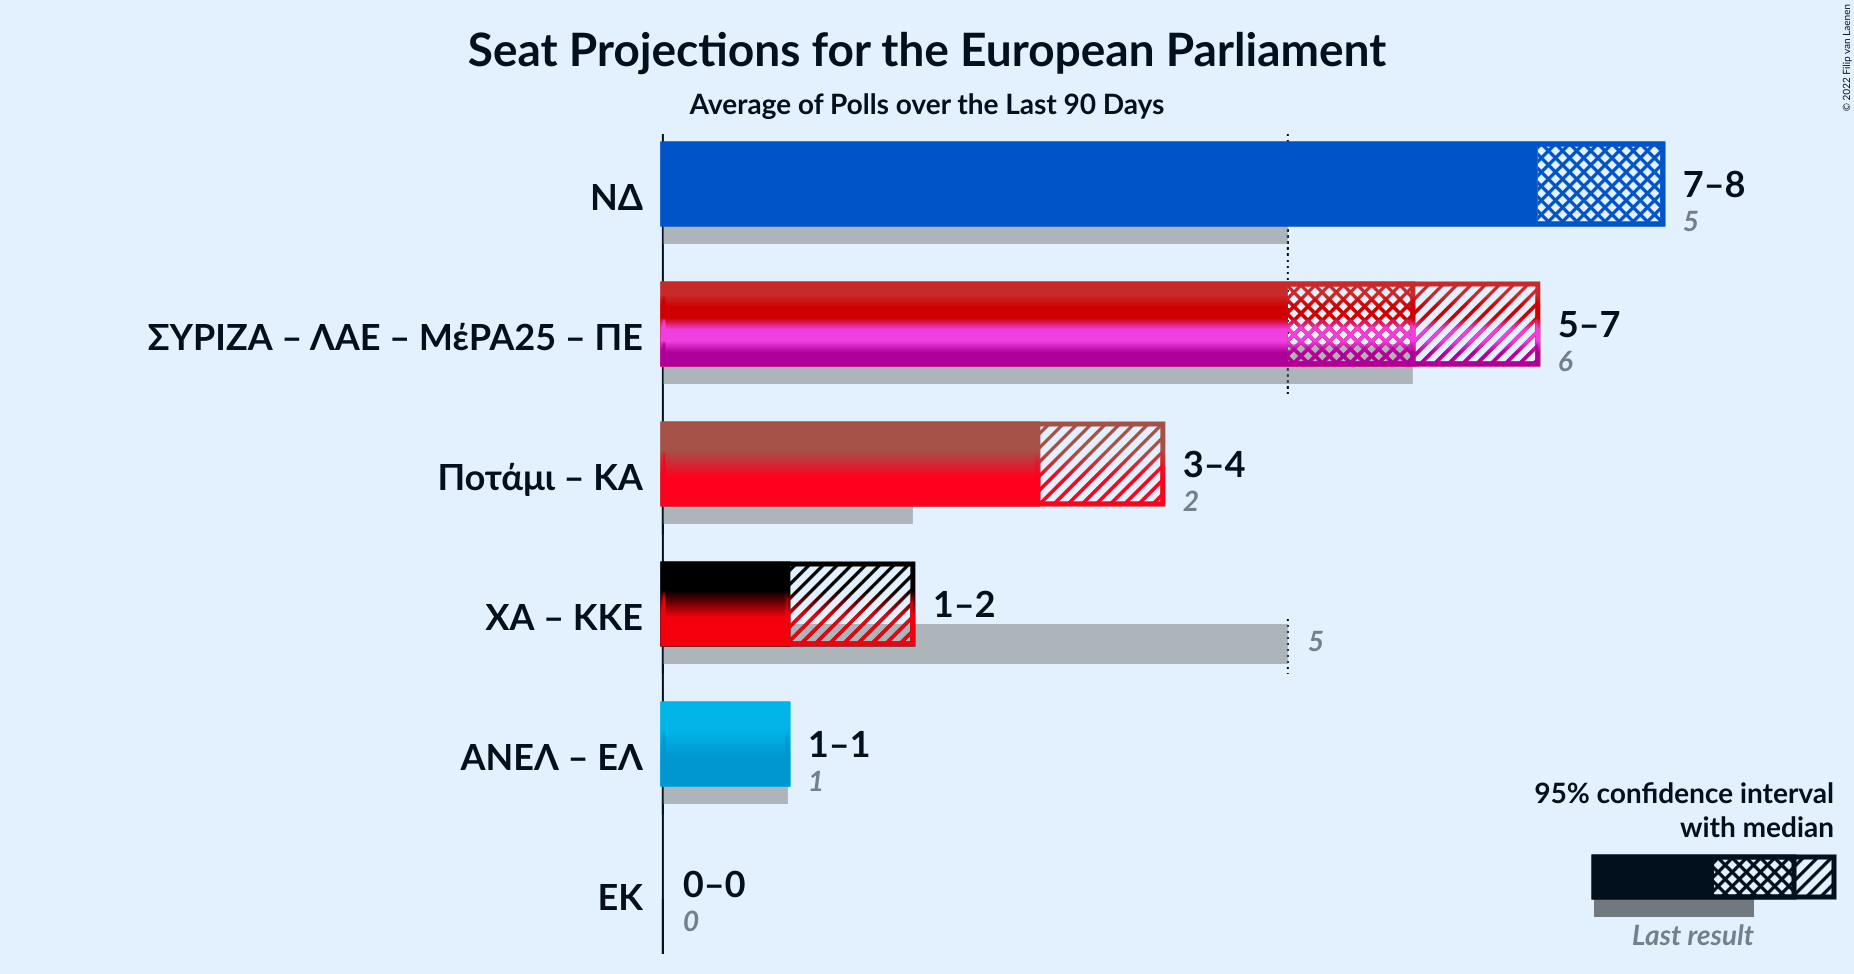 Seat Projections for the European Parliament
Average of Polls over the Last 90 Days
© 2022 Filip van Laenen
ΝΔ
7–8
5
ΣΥΡΙΖΑ – ΛΑΕ – ΜέΡΑ25 – ΠΕ
5–7
6
Ποτάμι – ΚΑ
3–4
2
ΧΑ – ΚΚΕ
1–2
5
ΑΝΕΛ – ΕΛ
1–1
1
ΕΚ
0–0
0
95% confidence interval
with median
Last result